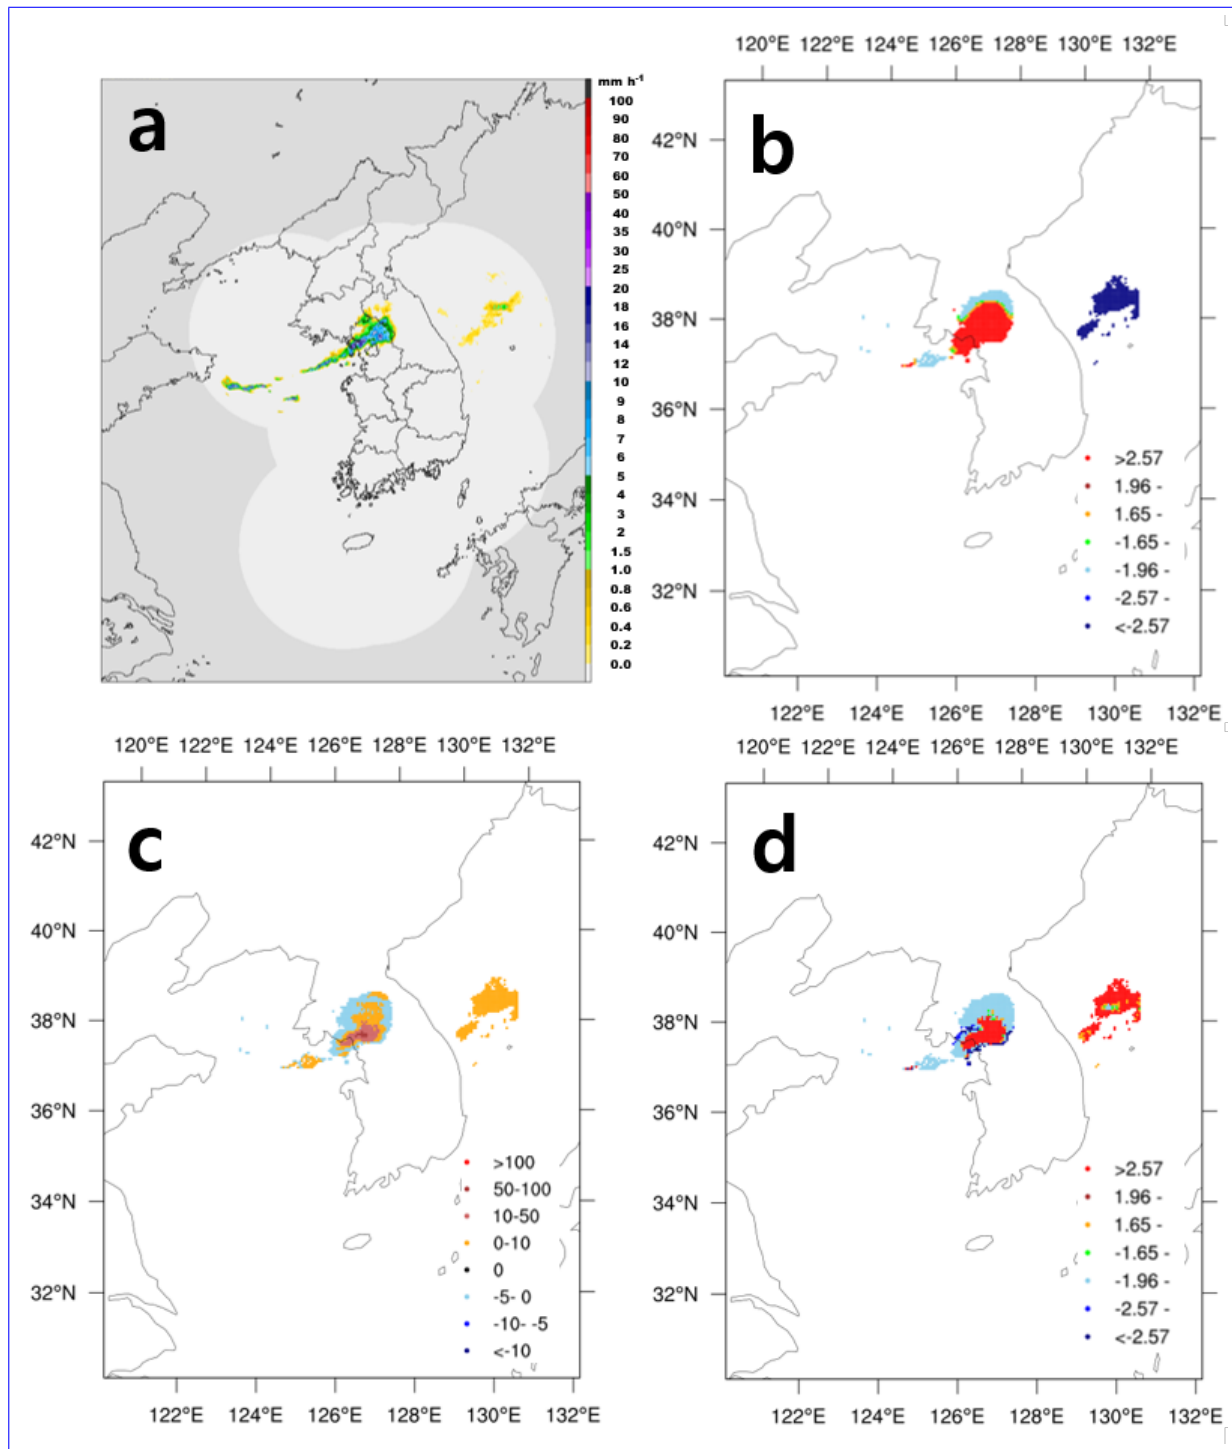 a
mm h-1
100
90
80
70
60
50
40
35
30
25
20
18
16
14
12
10
9
8
7
6
5
4
3
2
1.5
1.0
0.8
0.6
0.4
0.2
0.0
120°E 122°E 124°E 126°E 128°E 130°E 132°E
b
42°N
40°N
38°N
36°N
34°N
32°N
>2.57
1.96 -
1.65 -
-1.65 -
-1.96 -
-2.57 -
<-2.57
122°E 124°E 126°E 128°E 130°E 132°E
120°E 122°E 124°E 126°E 128°E 130°E 132°E
c
42°N
40°N
38°N
36°N
34°N
32°N
>100
50-100
10-50
0-10
0
-5- 0
-10- -5
<-10
122°E 124°E 126°E 128°E 130°E 132°E
120°E 122°E 124°E 126°E 128°E 130°E 132°E
d
42°N
40°N
38°N
36°N
34°N
32°N
>2.57
1.96 -
1.65 -
-1.65 -
-1.96 -
-2.57 -
<-2.57
122°E 124°E 126°E 128°E 130°E 132°E